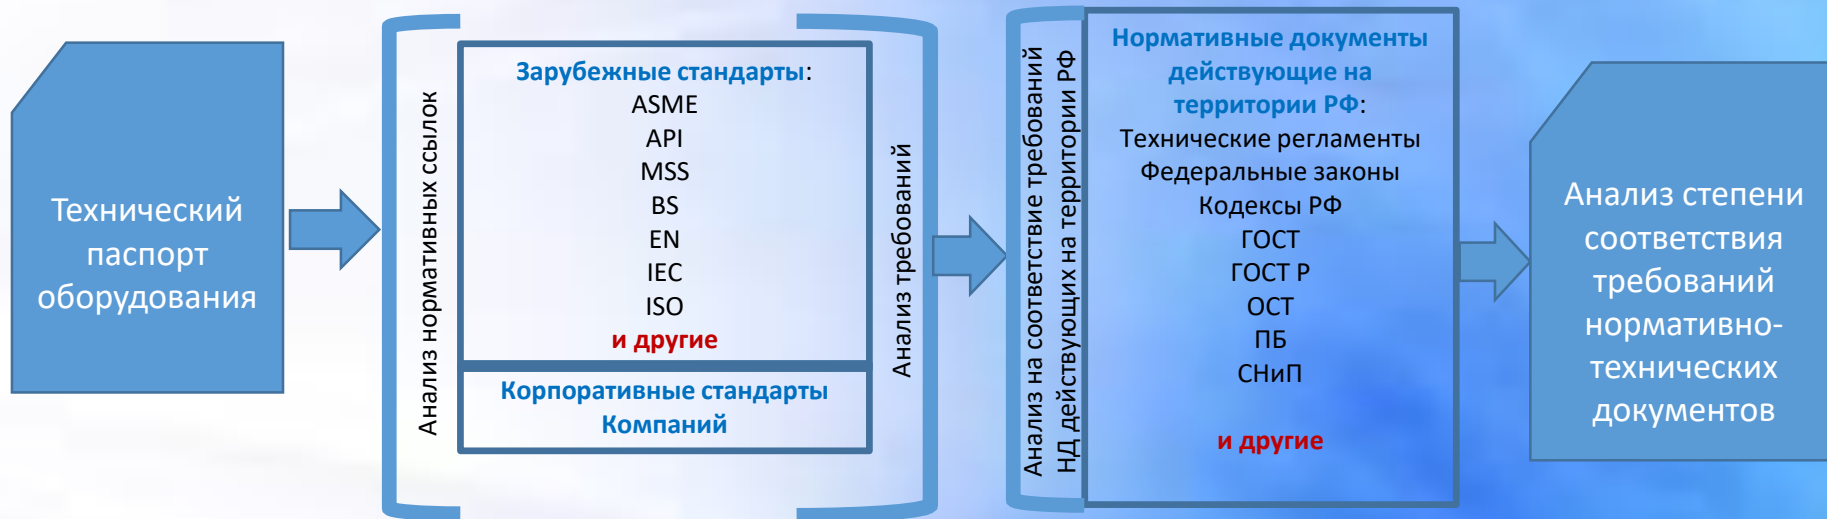 Технический
паспорт
оборудования
Анализ нормативных ссылок
Зарубежные стандарты:
ASME
API
MSS
BS
EN
IEC
ISO
и другие
Корпоративные стандарты
Компаний
Анализ требований
Анализ на соответствие требований
НД действующих на территории РФ
Нормативные документы
действующие на
территории РФ:
Технические регламенты
Федеральные законы
Кодексы РФ
ГОСТ
ГОСТ Р
ОСТ
ПБ
СНиП
и другие
Анализ степени
соответствия
требований
нормативно-
технических
документов